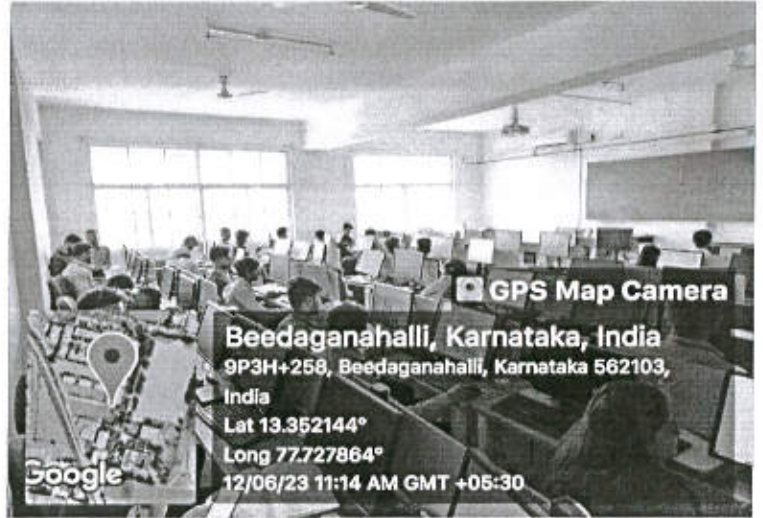 GPS Map Camera
Beedaganahalli, Karnataka, India
9P3H+258, Beedaganahalli, Karnataka 562103,
India
Lat 13.352144°
Long 77.727864°
12/06/23 11:14 AM GMT +05:30
Google